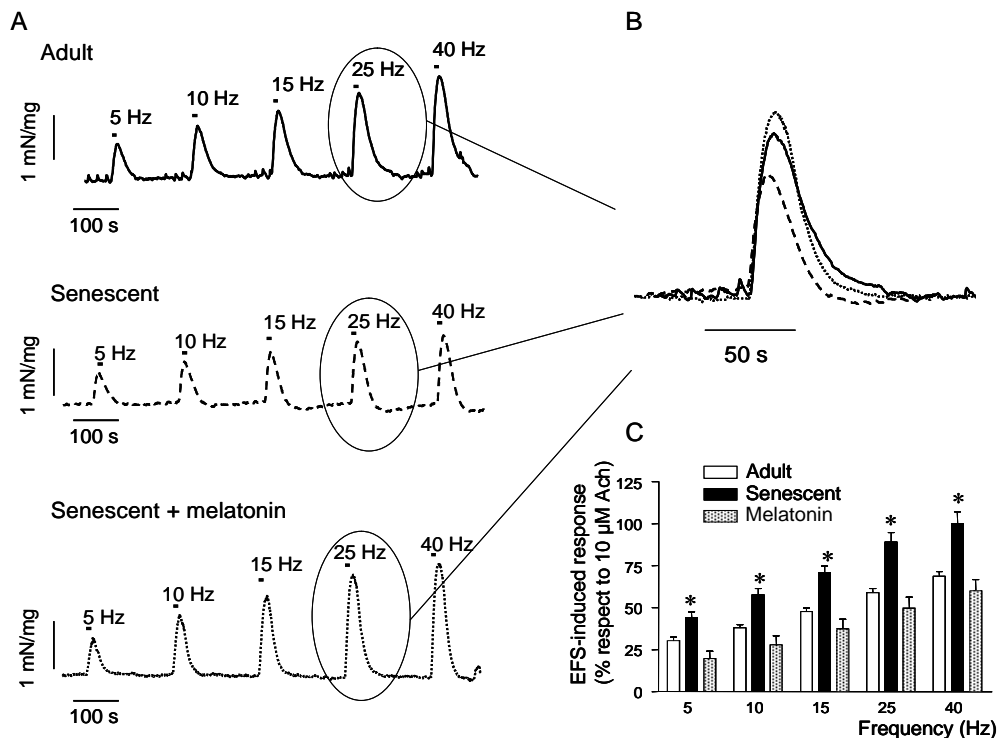 A
Adult
1 mN/mg
5 Hz
10 Hz
15 Hz
25 Hz
40 Hz
100 s
Senescent
1 mN/mg
5 Hz
10 Hz
15 Hz
25 Hz
40 Hz
100 s
Senescent + melatonin
1 mN/mg
5 Hz
10 Hz
15 Hz
25 Hz
40 Hz
100 s
B
50 s
C
Adult
Senescent
Melatonin
EFS-induced response
(% respect to 10 µM Ach)
125
100
75
50
25
0
* * * * *
5 10 15 25 40
Frequency (Hz)